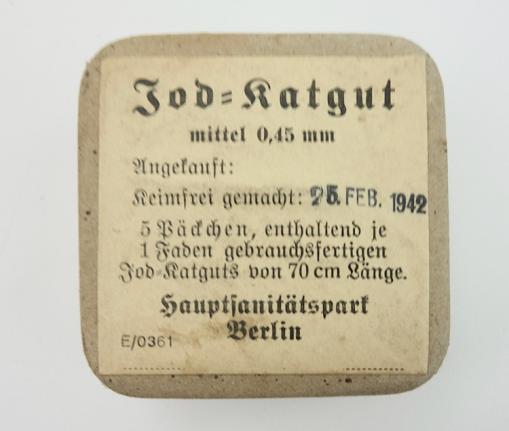 Jod-Katgut
mittel 0,45 mm
Angekauft:
Keimfrei gemacht: 25. FEB. 1942
5 Päckchen, enthaltend je
1 Faden gebrauchsfertigen
Jod-Katguts von 70 cm Länge.
Hauptsanitätspark
Berlin
E/0361